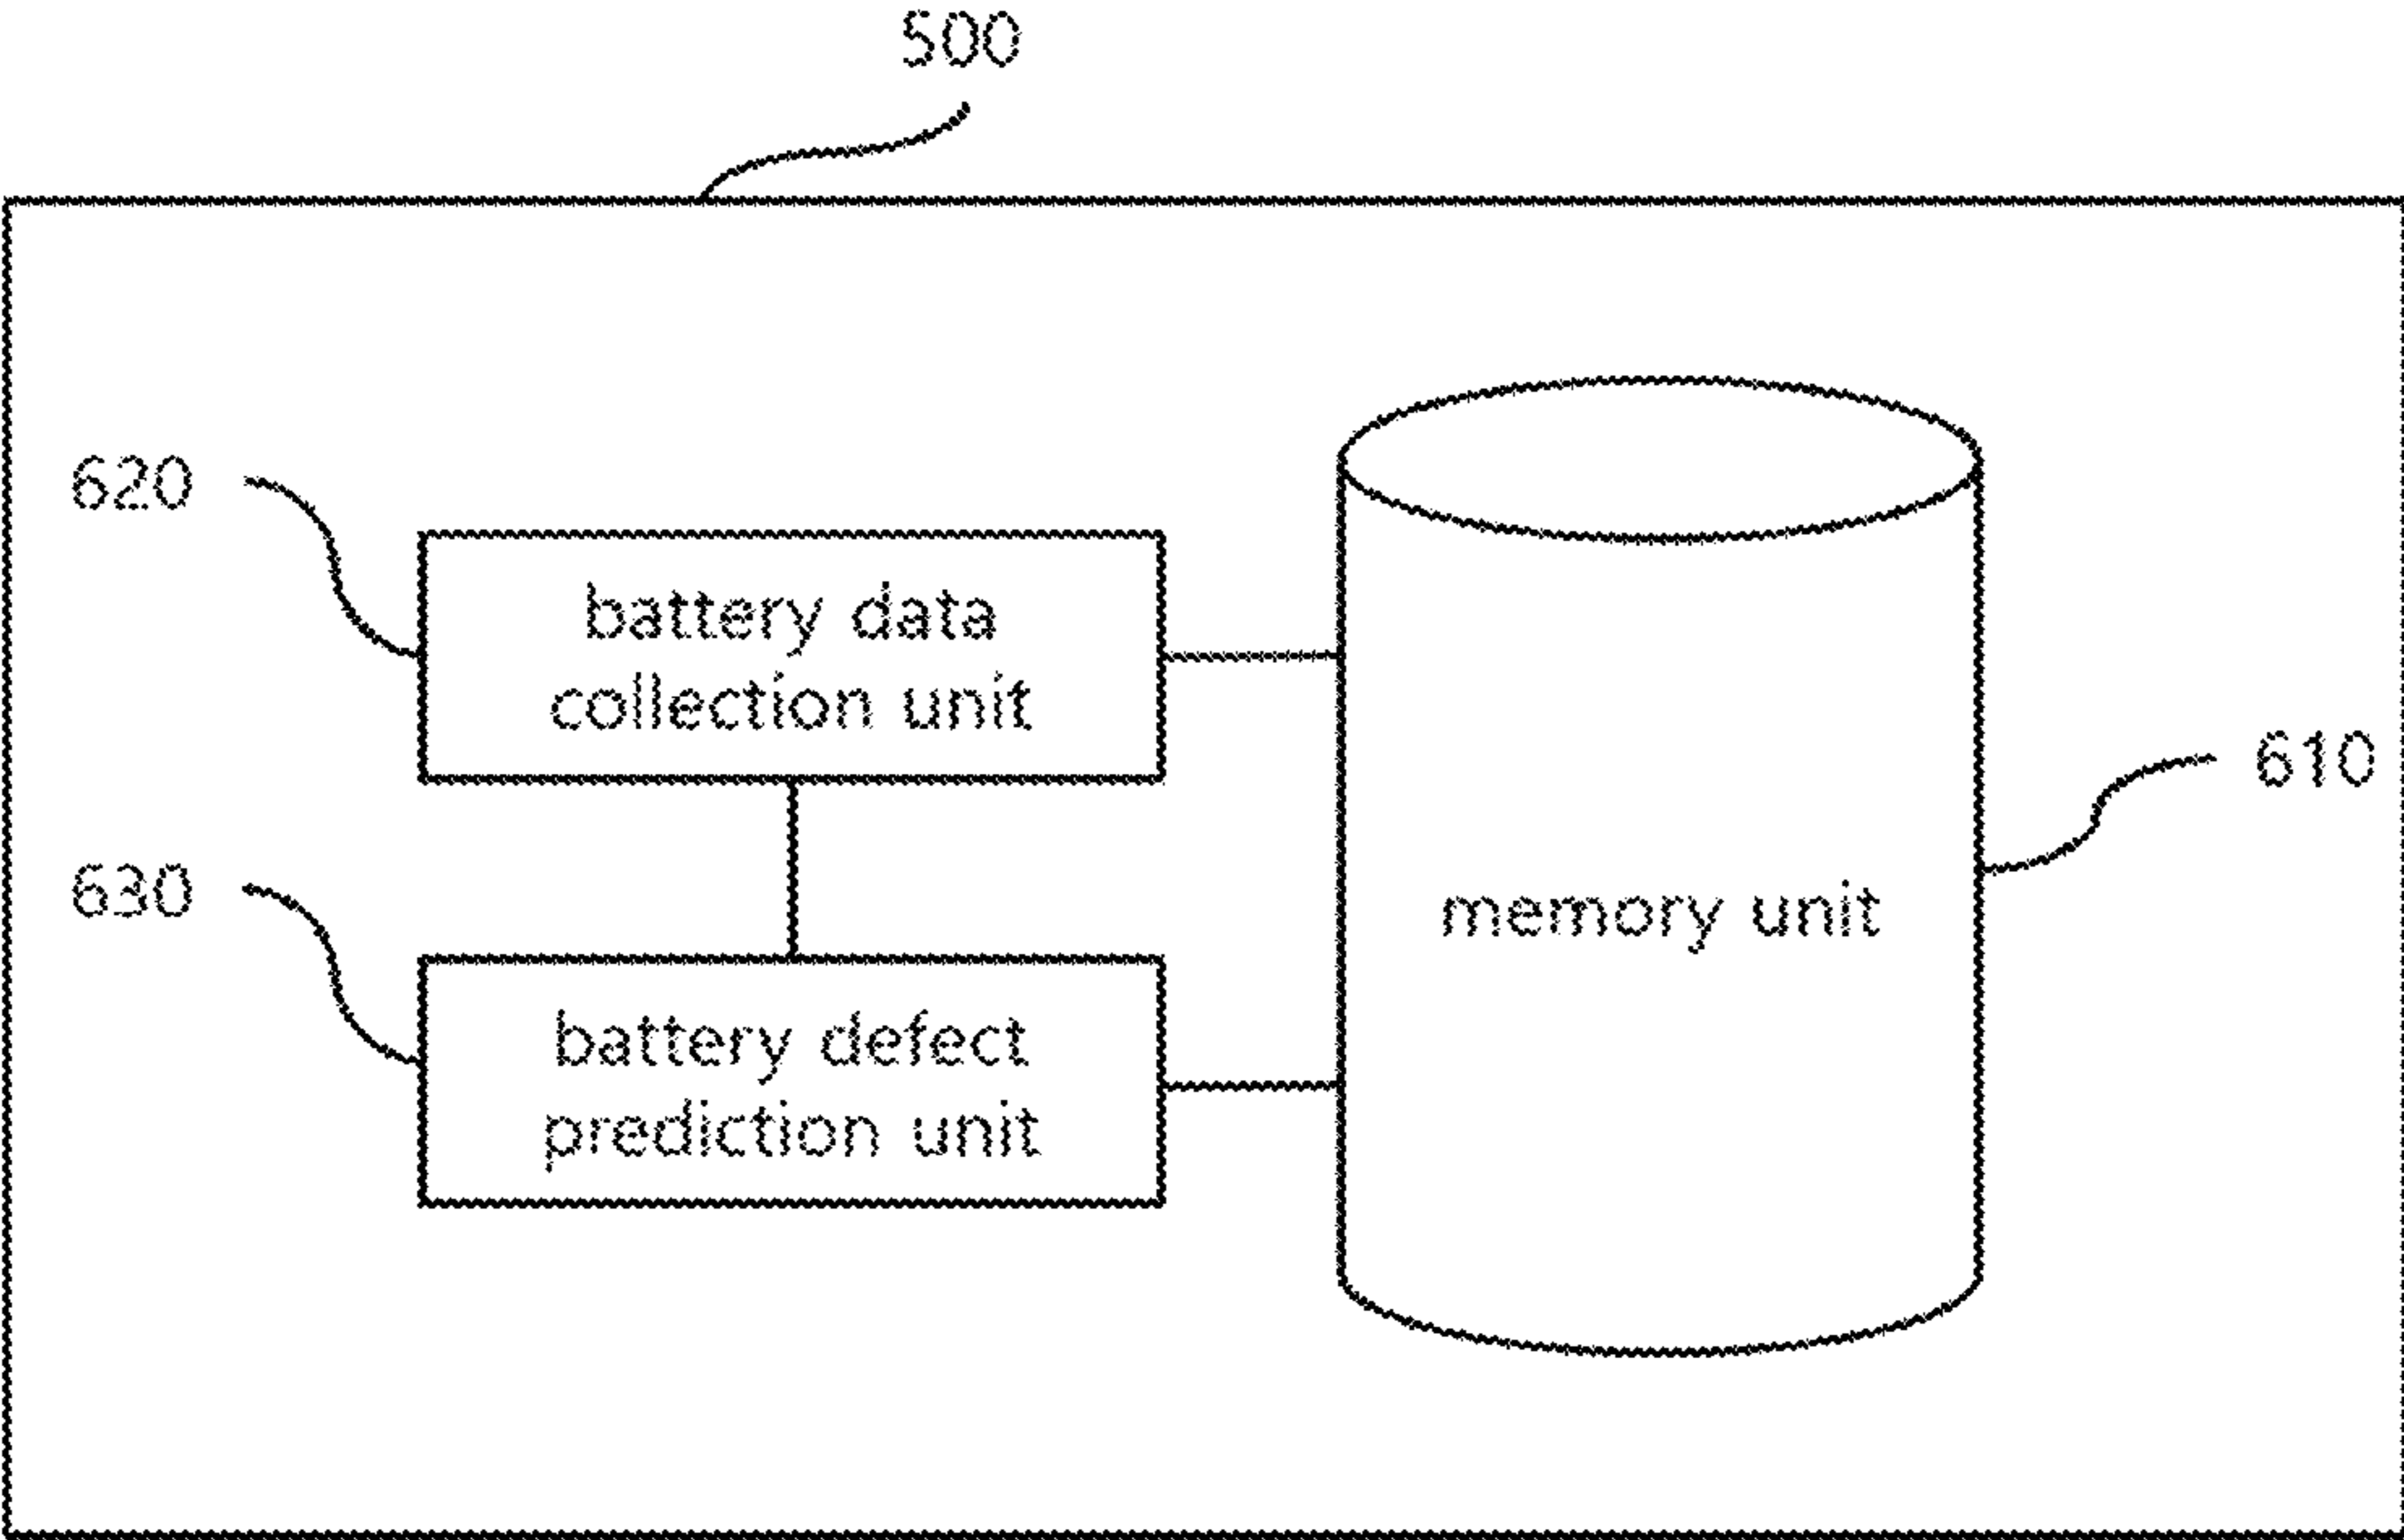 500
620
battery data
collection unit
610
630
memory unit
battery defect
prediction unit